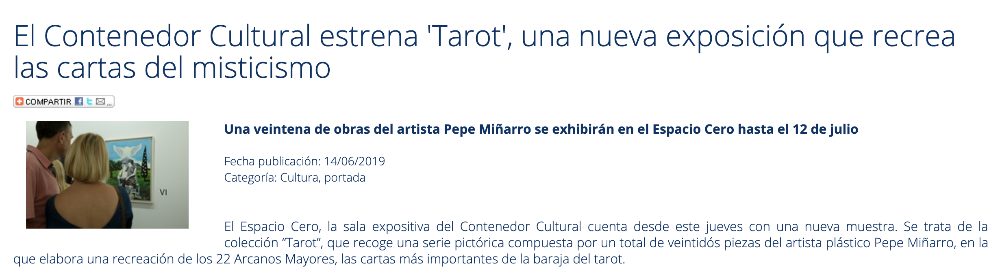 El Contenedor Cultural estrena 'Tarot', una nueva exposición que recrea
las cartas del misticismo
COMPARTIR f t ...
Una veintena de obras del artista Pepe Miñarro se exhibirán en el Espacio Cero hasta el 12 de julio
Fecha publicación: 14/06/2019
Categoría: Cultura, portada
VI
El Espacio Cero, la sala expositiva del Contenedor Cultural cuenta desde este jueves con una nueva muestra. Se trata de la
colección “Tarot”, que recoge una serie pictórica compuesta por un total de veintidós piezas del artista plástico Pepe Miñarro, en la
que elabora una recreación de los 22 Arcanos Mayores, las cartas más importantes de la baraja del tarot.